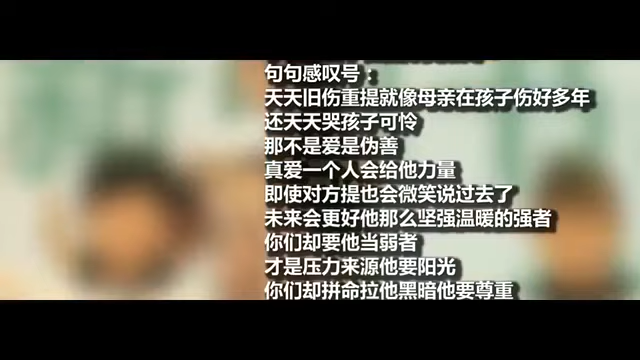 句句感叹号：
天天旧伤重提就像母亲在孩子伤好多年
还天天哭孩子可怜
那不是爱是伪善
真爱一个人会给他力量
即使对方提也会微笑说过去了
未来会更好他那么坚强温暖的强者
你们却要他当弱者
才是压力来源他要阳光
你们却拼命拉他黑暗他要尊重